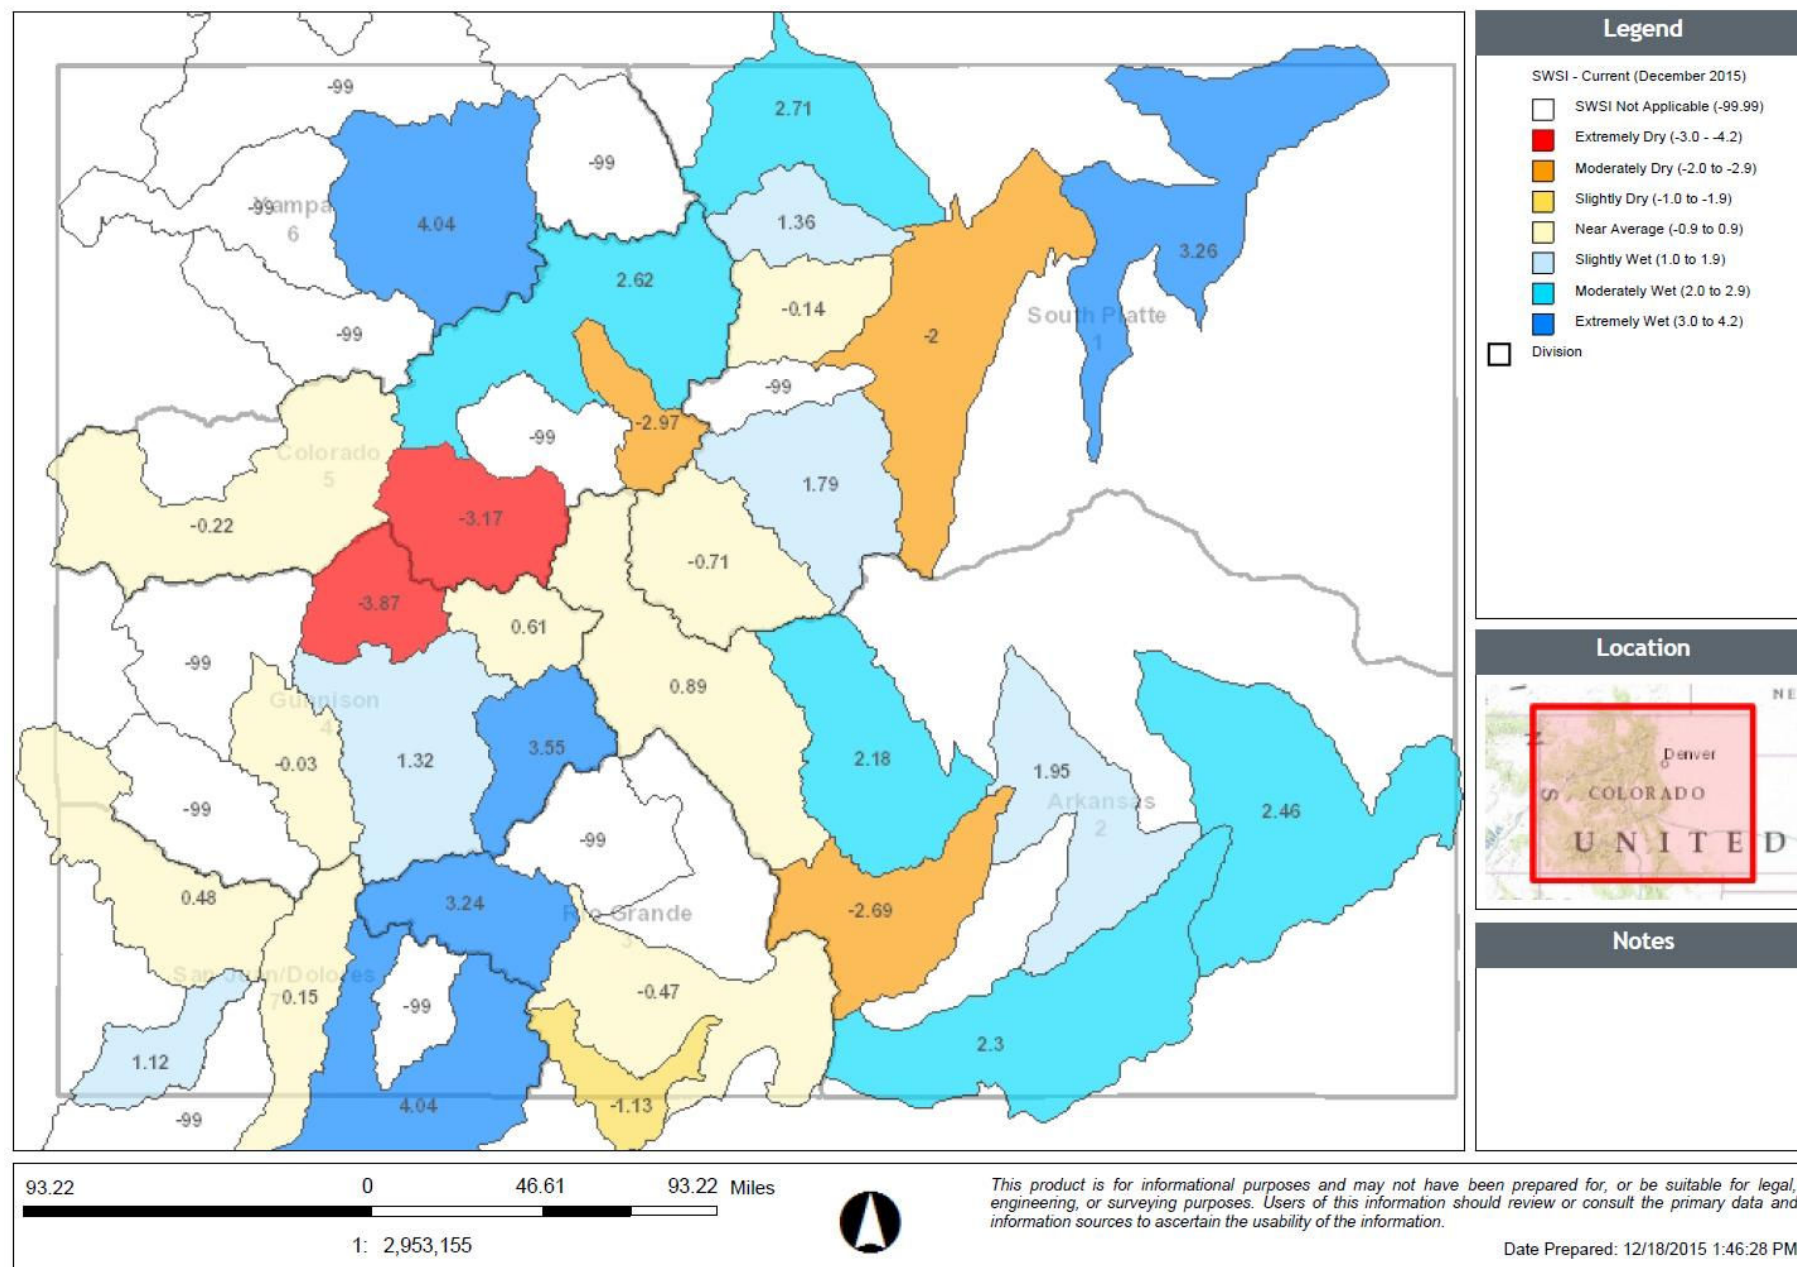 -99
2.71
-99
-99
Yampa
6
4.04
1.36
3.26
2.62
-0.14
-2
South Platte
1
-99
-99
-2.97
-99
Colorado
5
1.79
-0.22
-3.17
-0.71
-3.87
0.61
-99
0.89
Gunnison
4
-0.03
1.32
3.55
2.18
1.95
Arkansas
2
2.46
-99
-99
0.48
3.24
Rio Grande
3
-2.69
San Juan/Dolores
7
0.15
-99
-0.47
2.3
1.12
4.04
-1.13
-99
Legend
SWSI - Current (December 2015)
SWSI Not Applicable (-99.99)
Extremely Dry (-3.0 - -4.2)
Moderately Dry (-2.0 to -2.9)
Slightly Dry (-1.0 to -1.9)
Near Average (-0.9 to 0.9)
Slightly Wet (1.0 to 1.9)
Moderately Wet (2.0 to 2.9)
Extremely Wet (3.0 to 4.2)
Division
Location
NE
Denver
COLORADO
S
UNITED
Notes
93.22 0 46.61 93.22 Miles
1: 2,953,155
This product is for informational purposes and may not have been prepared for, or be suitable for legal,
engineering, or surveying purposes. Users of this information should review or consult the primary data and
information sources to ascertain the usability of the information.
Date Prepared: 12/18/2015 1:46:28 PM